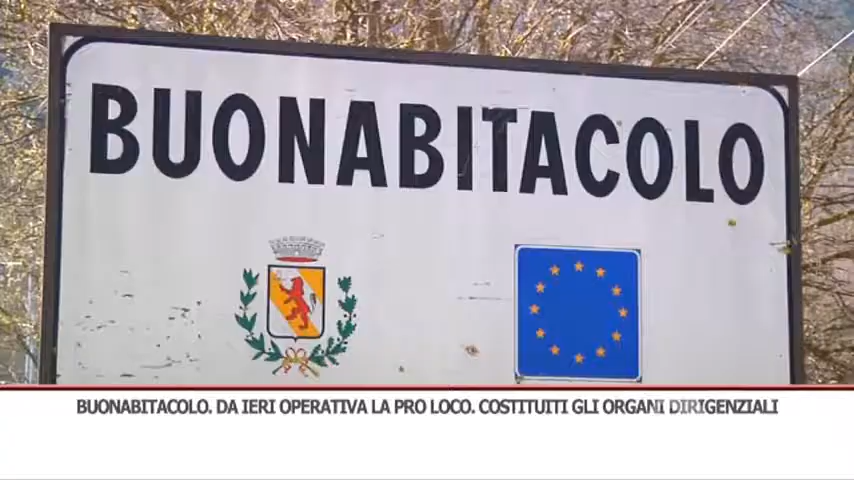 BUONABITACOLO
BUONABITACOLO. DA IERI OPERATIVA LA PRO LOCO. COSTITUITI GLI ORGANI DIRIGENZIALI